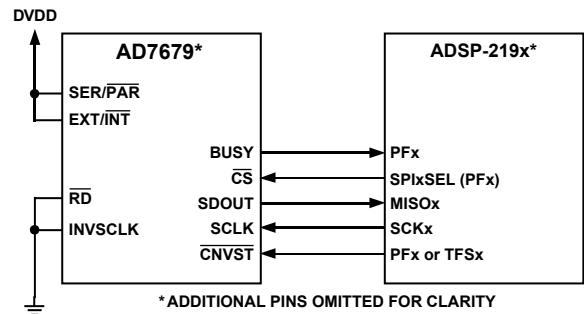 DVDD
AD7679*
ADSP-219x*
SER/PAR
EXT/INT
BUSY
PFx
CS
SPIxSEL (PFx)
RD
SDOUT
MISOx
INVSCLK
SCLK
SCKx
CNVST
PFx or TFSx
*ADDITIONAL PINS OMITTED FOR CLARITY